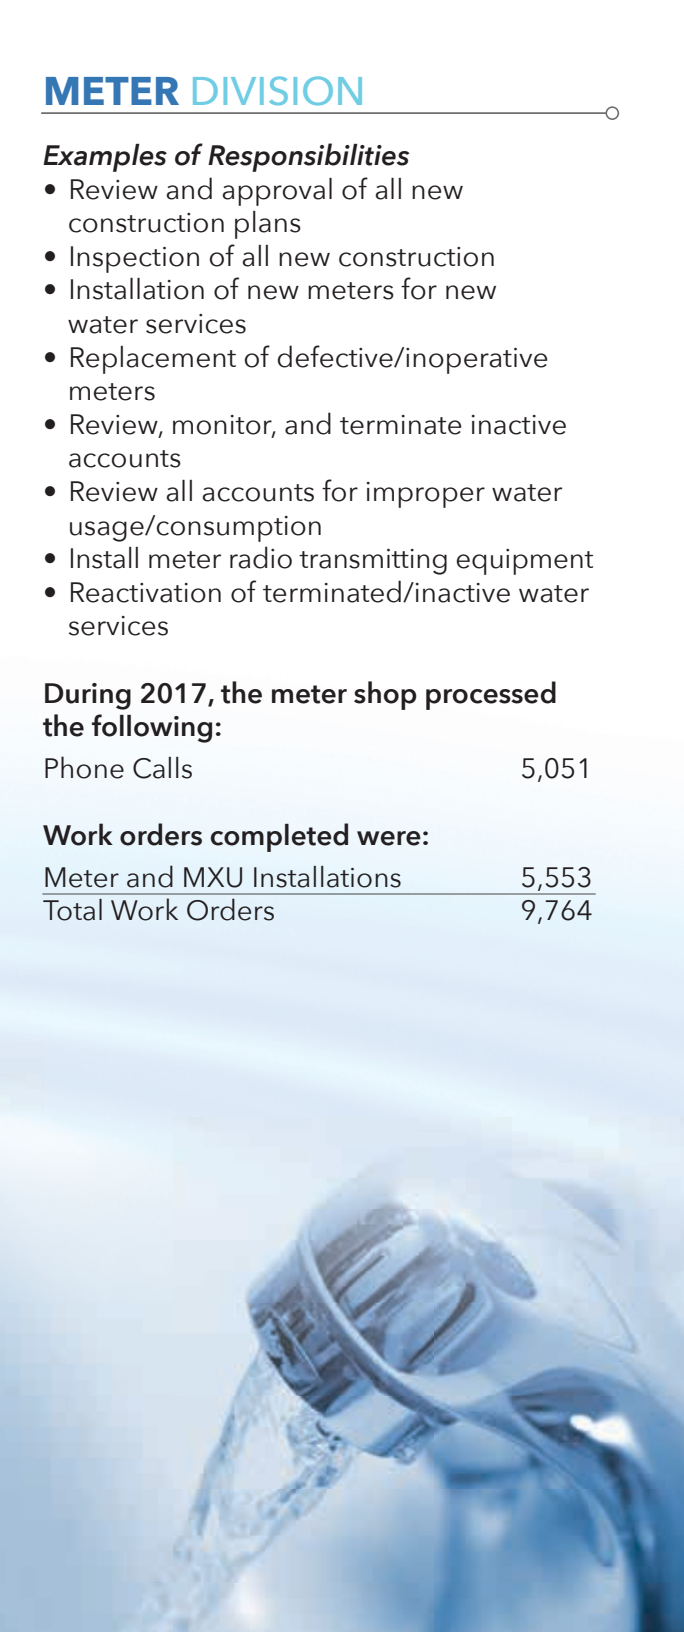 METER DIVISION
Examples of Responsibilities
• Review and approval of all new
construction plans
• Inspection of all new construction
• Installation of new meters for new
water services
• Replacement of defective/inoperative
meters
• Review, monitor, and terminate inactive
accounts
• Review all accounts for improper water
usage/consumption
• Install meter radio transmitting equipment
• Reactivation of terminated/inactive water
services
During 2017, the meter shop processed
the following:
Phone Calls 5,051
Work orders completed were:
Meter and MXU Installations 5,553
Total Work Orders 9,764